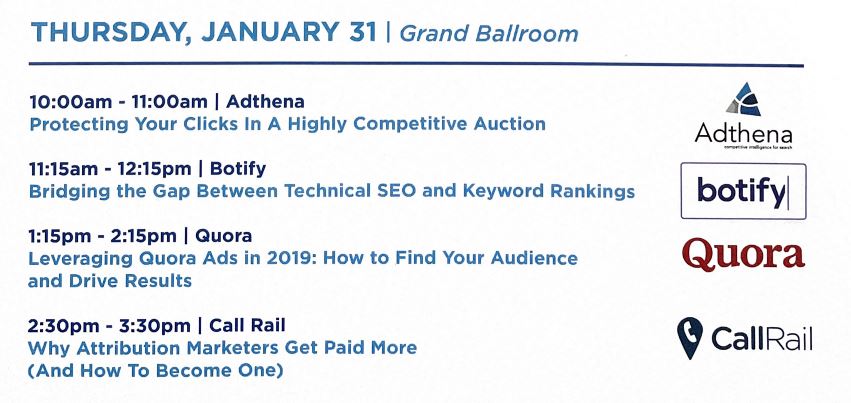 THURSDAY, JANUARY 31 | Grand Ballroom
10:00am - 11:00am | Adthena
Protecting Your Clicks In A Highly Competitive Auction
Adthena
competitive intelligence for search
11:15am - 12:15pm | Botify
Bridging the Gap Between Technical SEO and Keyword Rankings
botify
1:15pm - 2:15pm | Quora
Leveraging Quora Ads in 2019: How to Find Your Audience
and Drive Results
Quora
2:30pm - 3:30pm | Call Rail
Why Attribution Marketers Get Paid More
(And How To Become One)
CallRail